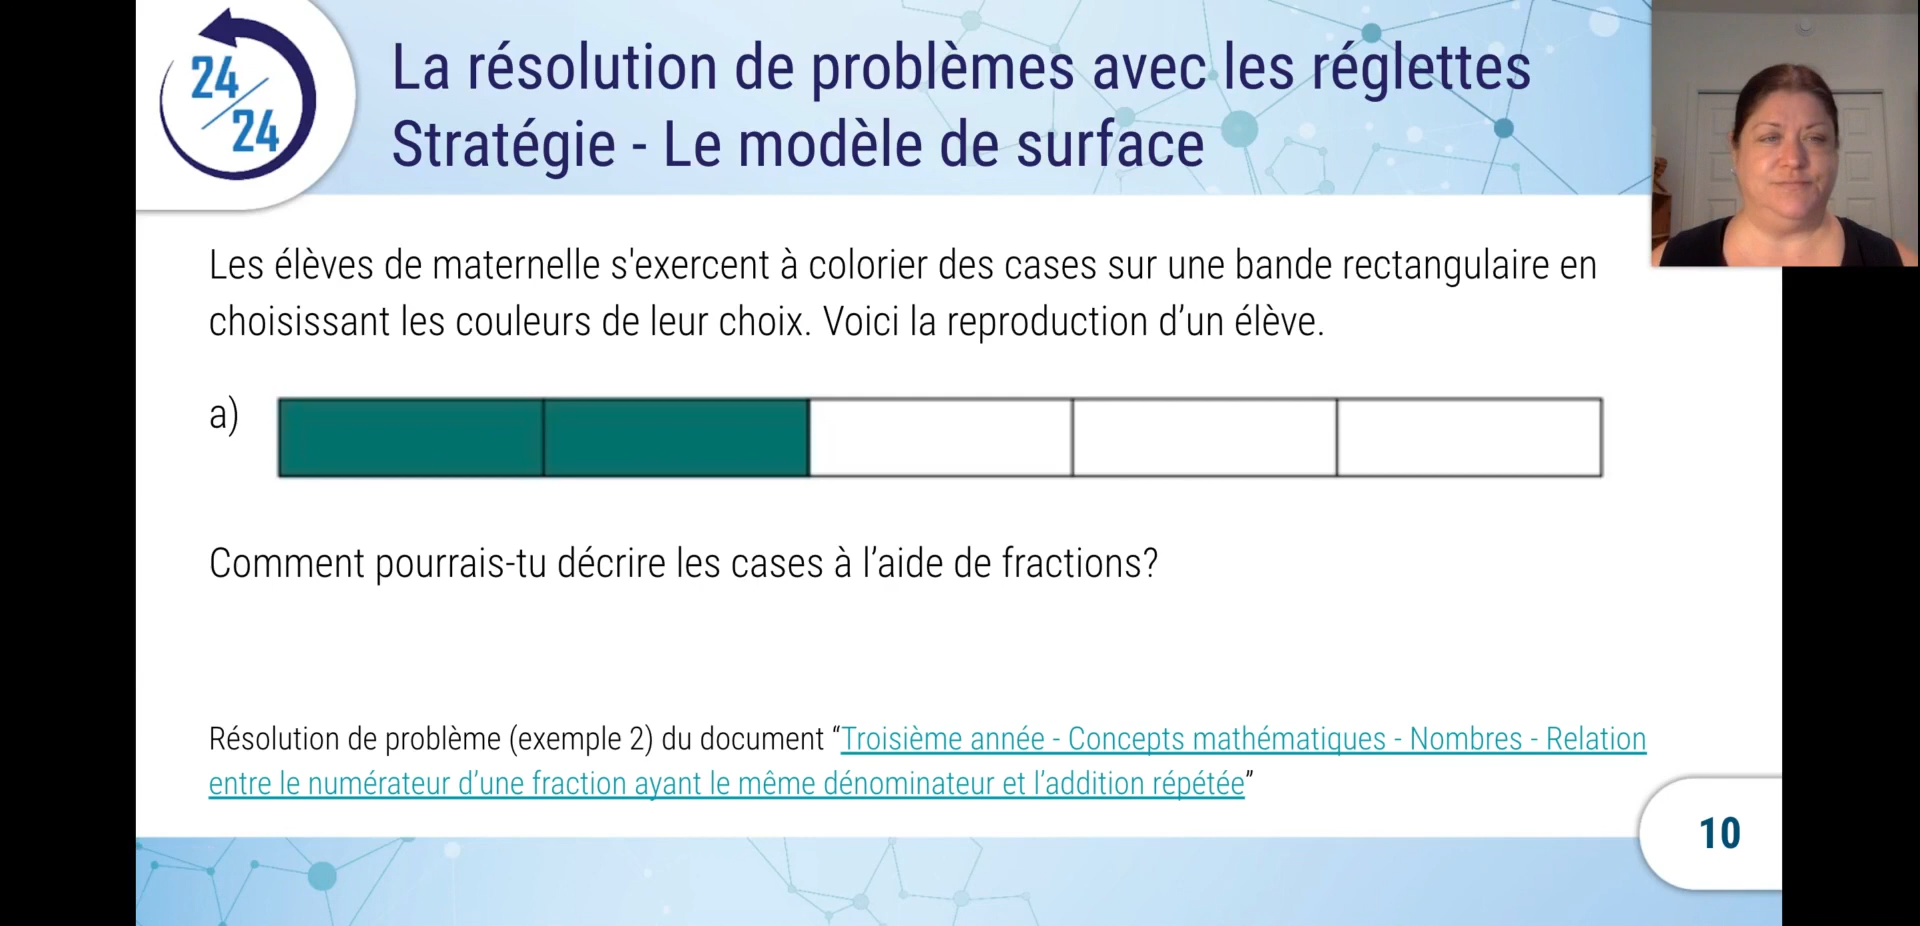 24
24
La résolution de problèmes avec les réglettes
Stratégie - Le modèle de surface
Les élèves de maternelle s'exercent à colorier des cases sur une bande rectangulaire en
choisissant les couleurs de leur choix. Voici la reproduction d’un élève.
a)
Comment pourrais-tu décrire les cases à l’aide de fractions?
Résolution de problème (exemple 2) du document “Troisième année - Concepts mathématiques - Nombres - Relation
entre le numérateur d’une fraction ayant le même dénominateur et l’addition répétée”
10